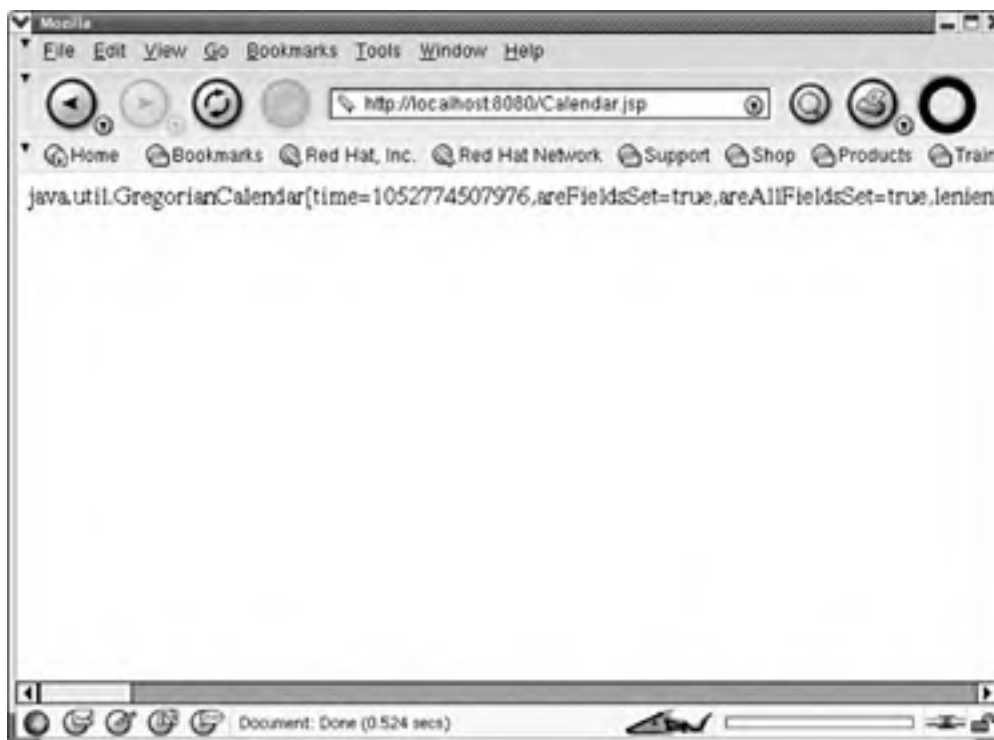 Mozilla
File Edit View Go Bookmarks Tools Window Help
http://localhost:8080/Calendar.jsp
Home Bookmarks Red Hat, Inc. Red Hat Network Support Shop Products Train
java.util.GregorianCalendar[time=1052774507976,areFieldsSet=true,areAllFieldsSet=true,lenien
Document: Done (0.524 secs)